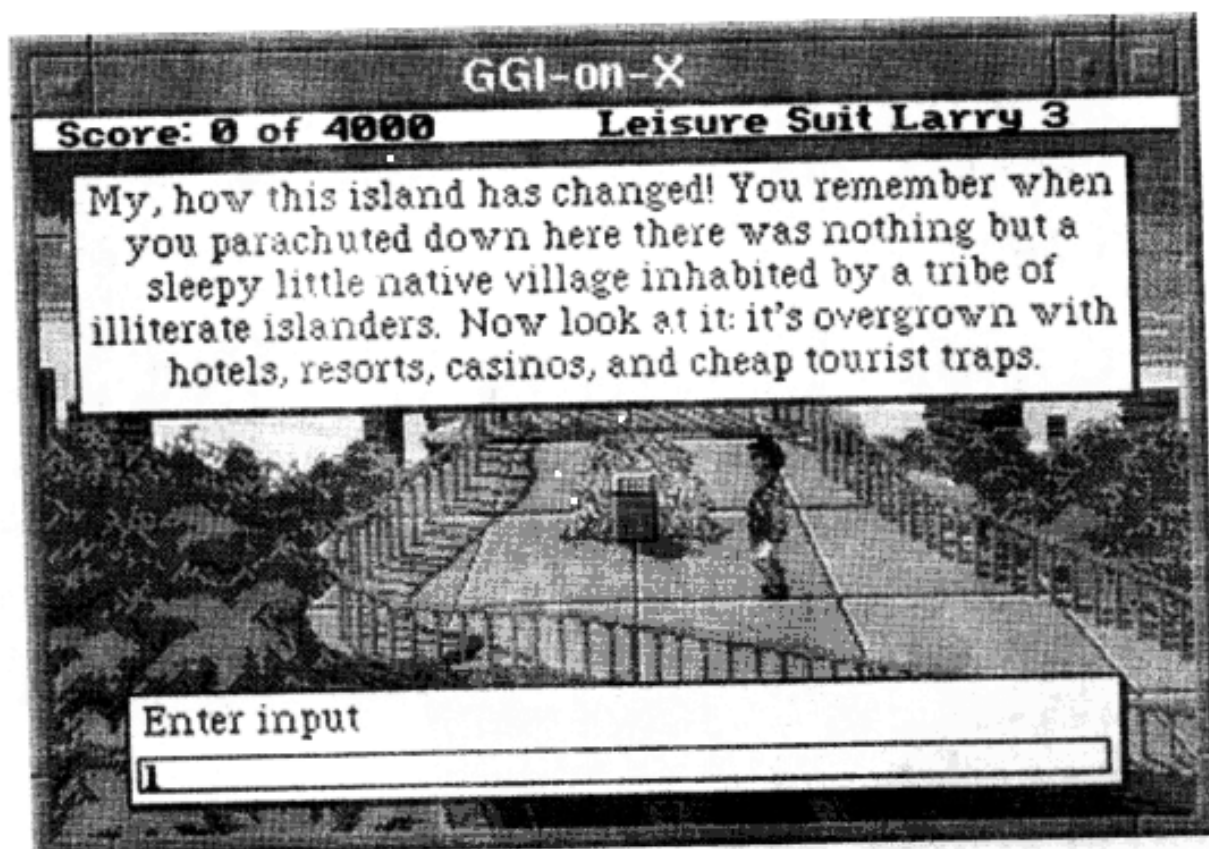 GGI-on-X
Score: 0 of 4000 Leisure Suit Larry 3
My, how this island has changed! You remember when
you parachuted down here there was nothing but a
sleepy little native village inhabited by a tribe of
illiterate islanders. Now look at it: it's overgrown with
hotels, resorts, casinos, and cheap tourist traps.
Enter input
l